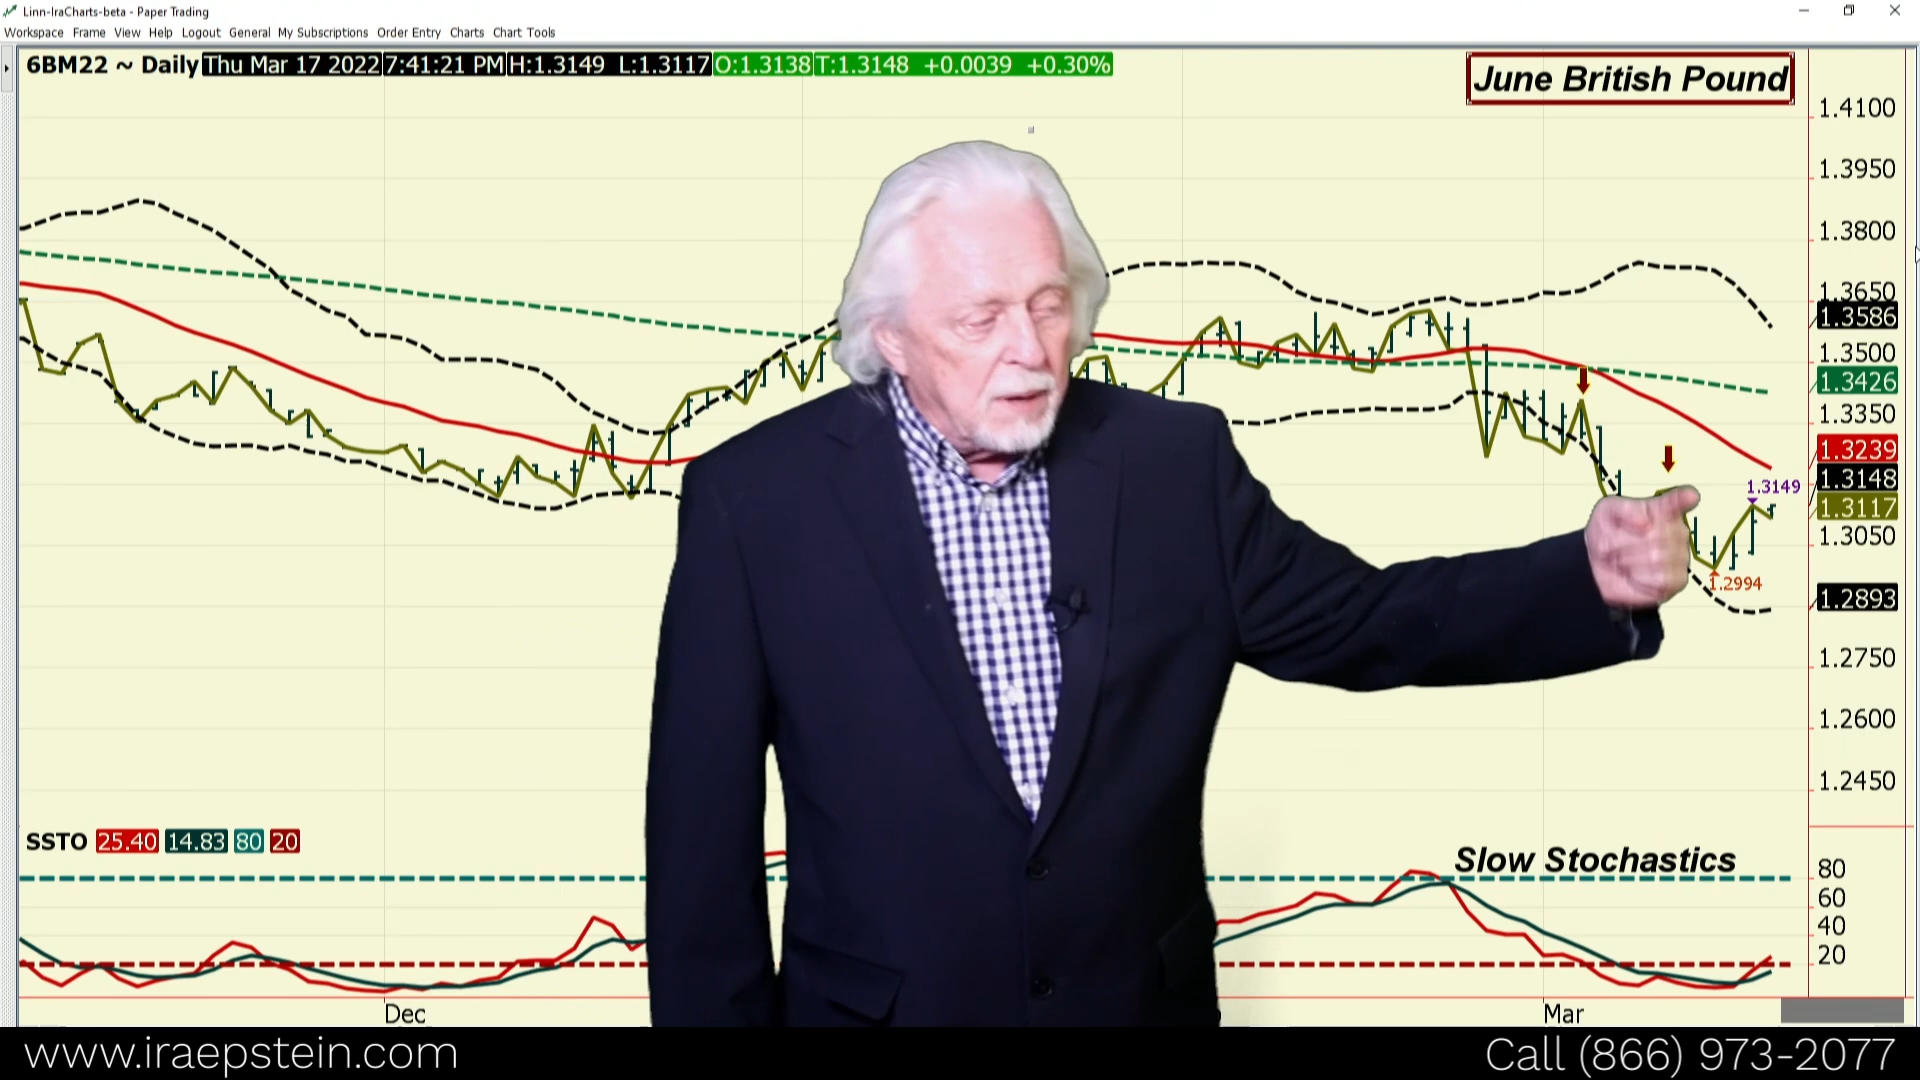 Linn-IraCharts-beta - Paper Trading
Workspace Frame View Help Logout General My Subscriptions Order Entry Charts Chart Tools
6BM22 ~ Daily Thu Mar 17 2022 7:41:21 PM H:1.3149 L:1.3117 O:1.3138 T:1.3148 +0.0039 +0.30%
June British Pound
1.4100
1.3950
1.3800
1.3650
1.3586
1.3500
1.3426
1.3350
1.3239
1.3148
1.3149
1.3117
1.3050
1.2994
1.2893
1.2750
1.2600
1.2450
SSTO 25.40 14.83 80 20
Slow Stochastics
80
60
40
20
Dec
Mar
www.iraepstein.com
Call (866) 973-2077